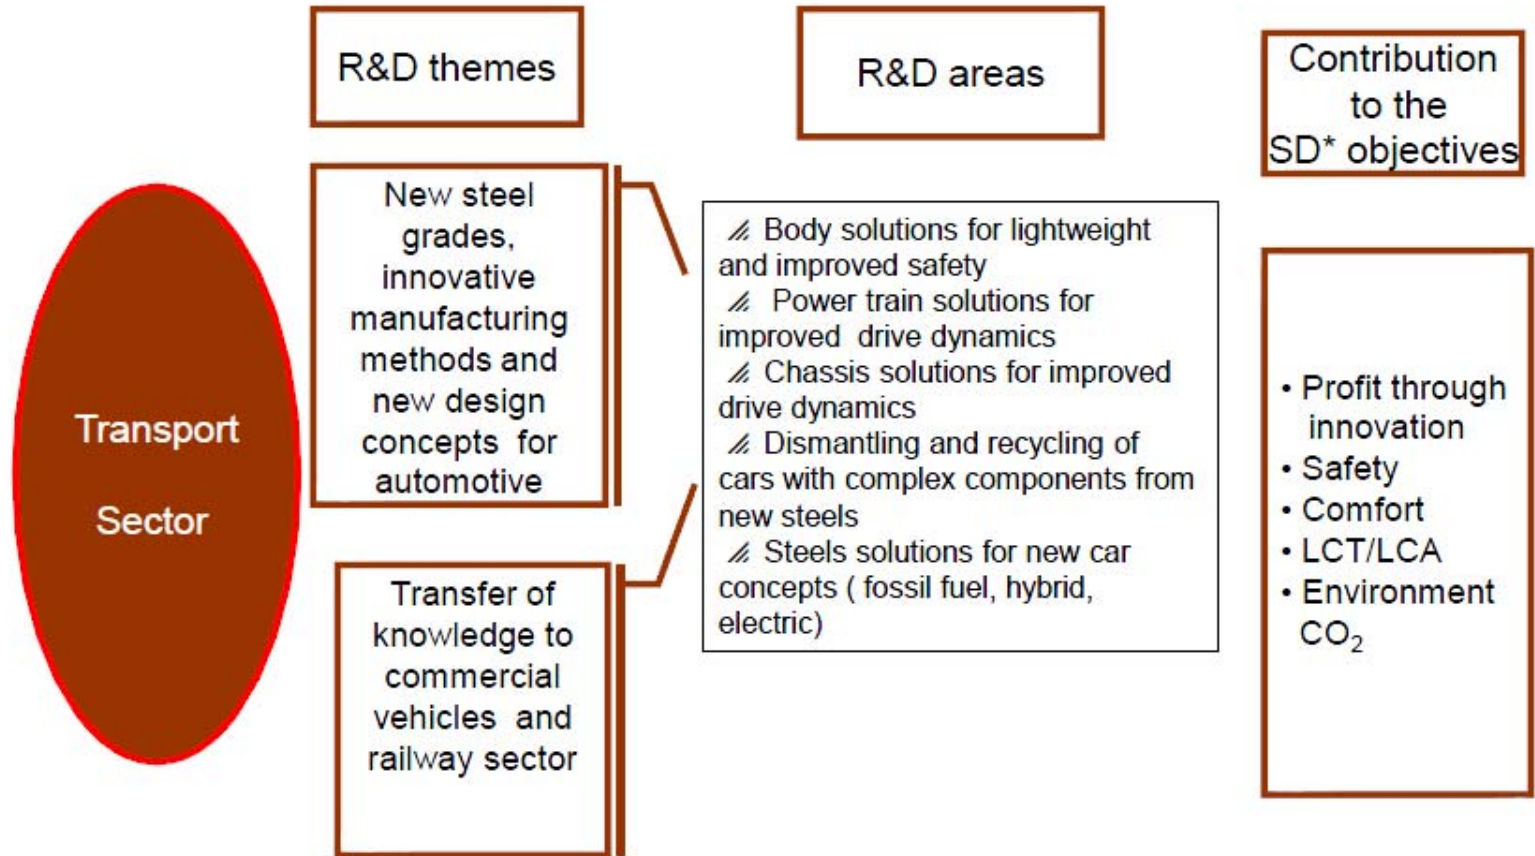 R&D themes
R&D areas
Contribution
to the
SD* objectives
Transport
Sector
New steel
grades,
innovative
manufacturing
methods and
new design
concepts for
automotive
Transfer of
knowledge to
commercial
vehicles and
railway sector
Body solutions for lightweight
and improved safety
Power train solutions for
improved drive dynamics
Chassis solutions for improved
drive dynamics
Dismantling and recycling of
cars with complex components from
new steels
Steels solutions for new car
concepts ( fossil fuel, hybrid,
electric)
• Profit through
innovation
• Safety
• Comfort
• LCT/LCA
• Environment
CO₂